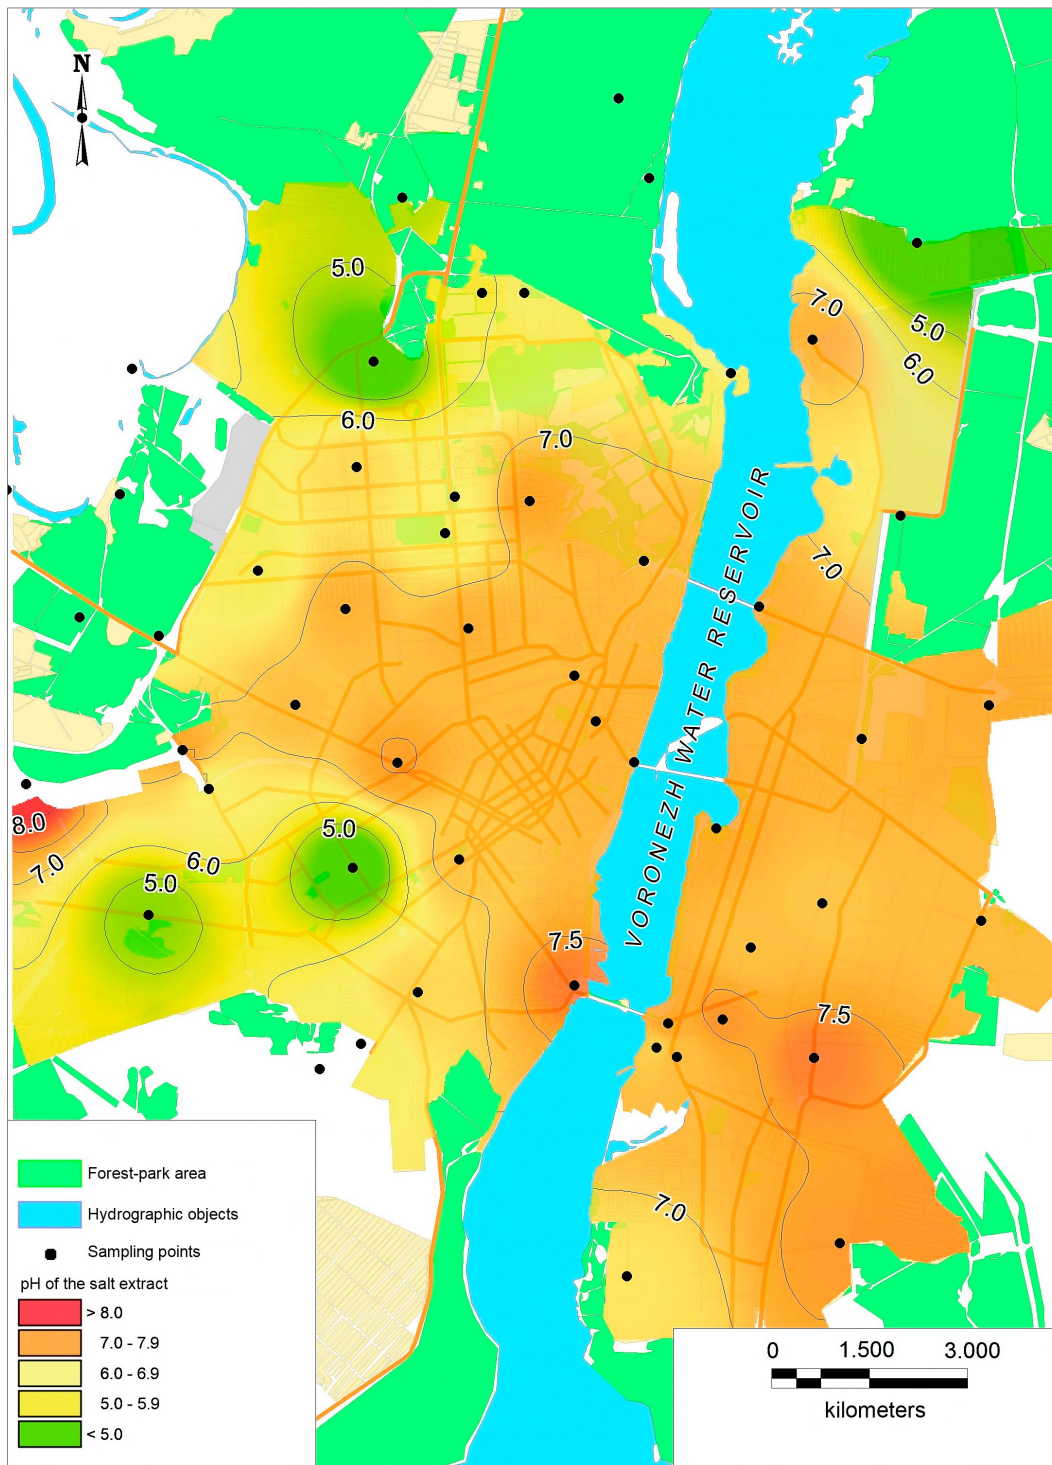 N
5.0
7.0
5.0
6.0
6.0
7.0
7.0
VORONEZH WATER RESERVOIR
8.0
7.0
6.0
5.0
5.0
7.5
7.5
7.0
Forest-park area
Hydrographic objects
Sampling points
pH of the salt extract
> 8.0
7.0 - 7.9
6.0 - 6.9
5.0 - 5.9
< 5.0
0 1.500 3.000
kilometers